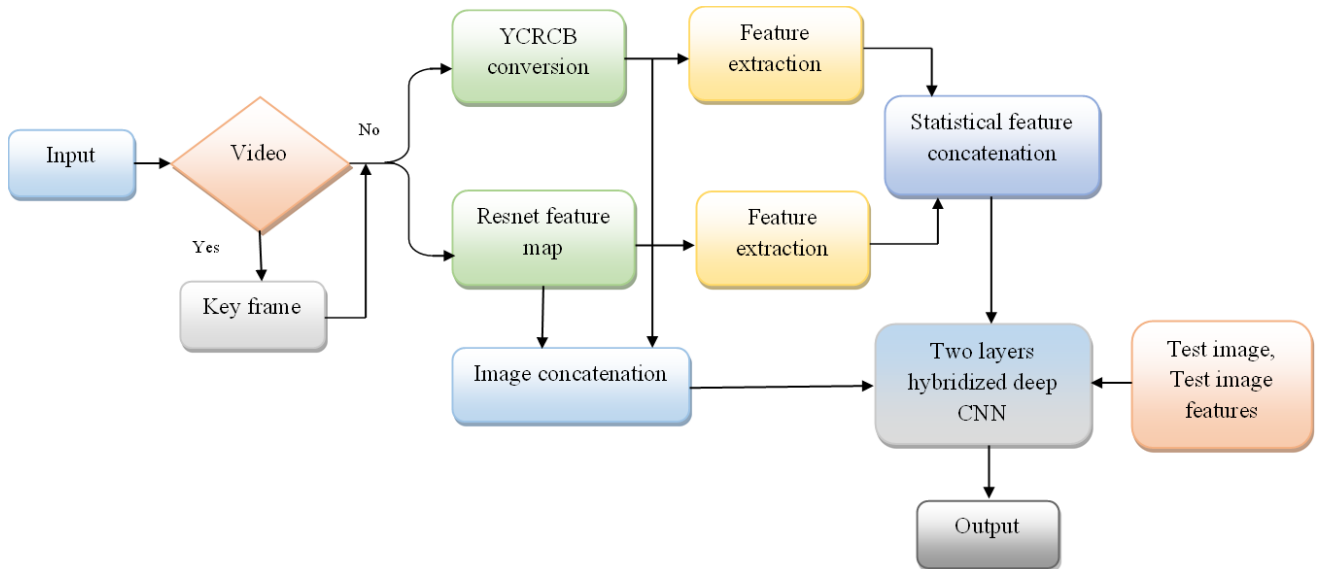 Input
Video
No
Yes
Key frame
YCRCB
conversion
Resnet feature
map
Feature
extraction
Feature
extraction
Image concatenation
Statistical feature
concatenation
Two layers
hybridized deep
CNN
Test image,
Test image
features
Output